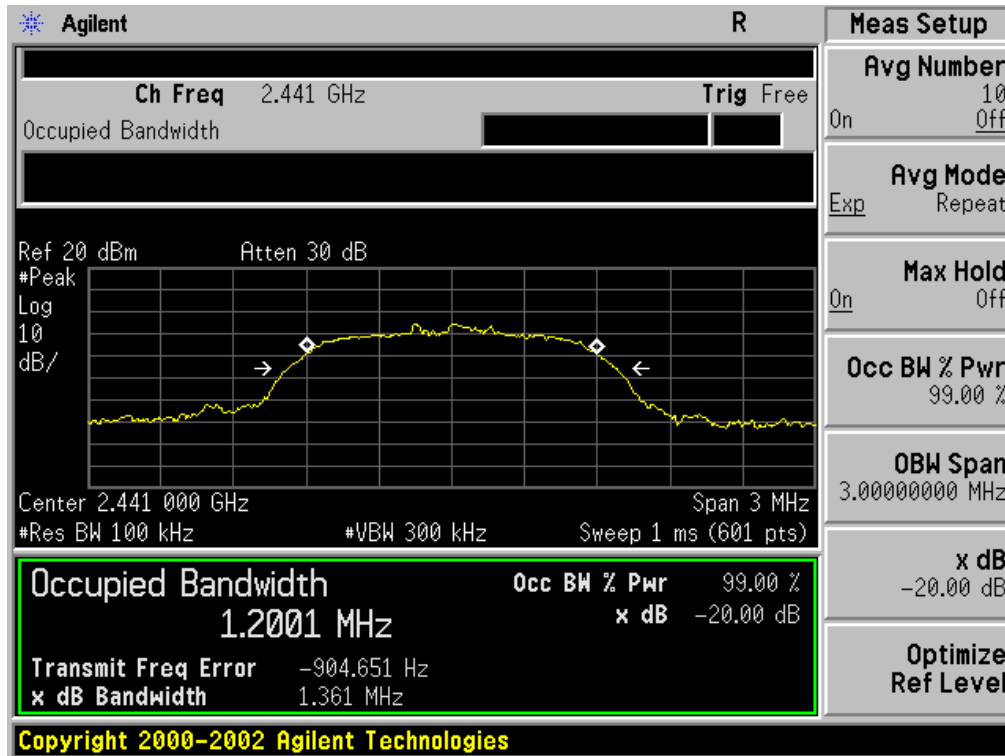 Agilent R
Ch Freq 2.441 GHz Trig Free
Occupied Bandwidth
Ref 20 dBm Atten 30 dB
#Peak
Log
10
dB/
Center 2.441 000 GHz Span 3 MHz
#Res BW 100 kHz #VBW 300 kHz Sweep 1 ms (601 pts)
Occupied Bandwidth
1.2001 MHz
Occ BW % Pwr 99.00 %
x dB -20.00 dB
Transmit Freq Error -904.651 Hz
x dB Bandwidth 1.361 MHz
Copyright 2000-2002 Agilent Technologies
Meas Setup
Avg Number
10
On Off
Avg Mode
Exp Repeat
Max Hold
On Off
Occ BW % Pwr
99.00 %
OBW Span
3.00000000 MHz
x dB
-20.00 dB
Optimize
Ref Level